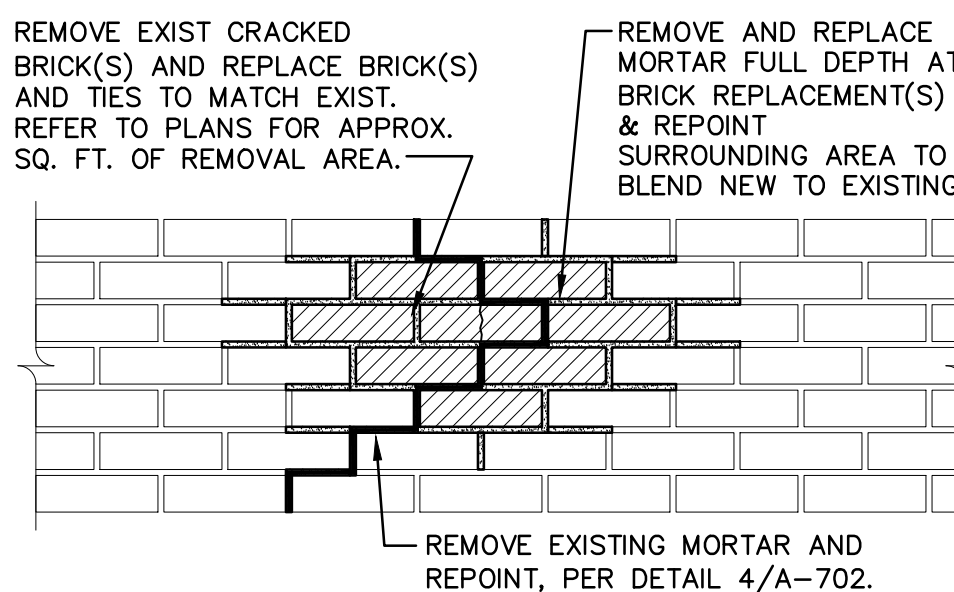 REMOVE EXIST CRACKED
BRICK(S) AND REPLACE BRICK(S)
AND TIES TO MATCH EXIST.
REFER TO PLANS FOR APPROX.
SQ. FT. OF REMOVAL AREA.
REMOVE AND REPLACE
MORTAR FULL DEPTH AT
BRICK REPLACEMENT(S)
& REPOINT
SURROUNDING AREA TO
BLEND NEW TO EXISTING
REMOVE EXISTING MORTAR AND
REPOINT, PER DETAIL 4/A-702.